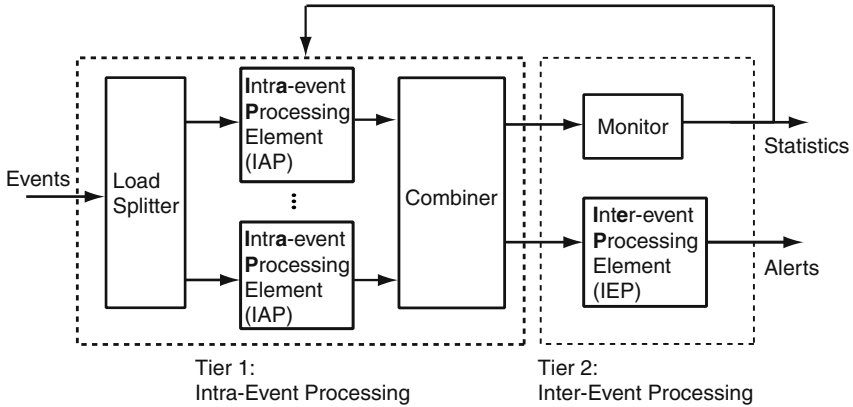 Events
Load
Splitter
Intra-event
Processing
Element
(IAP)
Intra-event
Processing
Element
(IAP)
Combiner
Monitor
Statistics
Inter-event
Processing
Element
(IEP)
Alerts
Tier 1:
Intra-Event Processing
Tier 2:
Inter-Event Processing